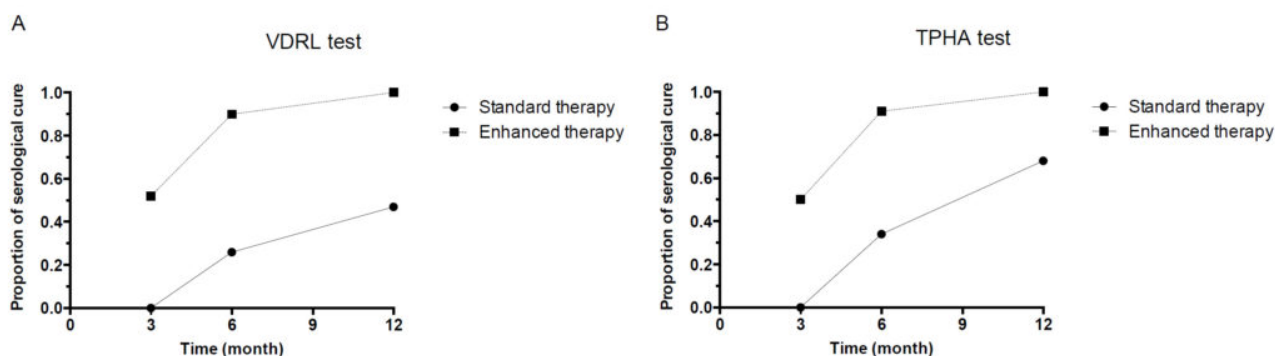 A
VDRL test
Proportion of serological cure
1.0
0.8
0.6
0.4
0.2
0.0
0
3
6
9
12
Time (month)
Standard therapy
Enhanced therapy
B
TPHA test
Proportion of serological cure
1.0
0.8
0.6
0.4
0.2
0.0
0
3
6
9
12
Time (month)
Standard therapy
Enhanced therapy